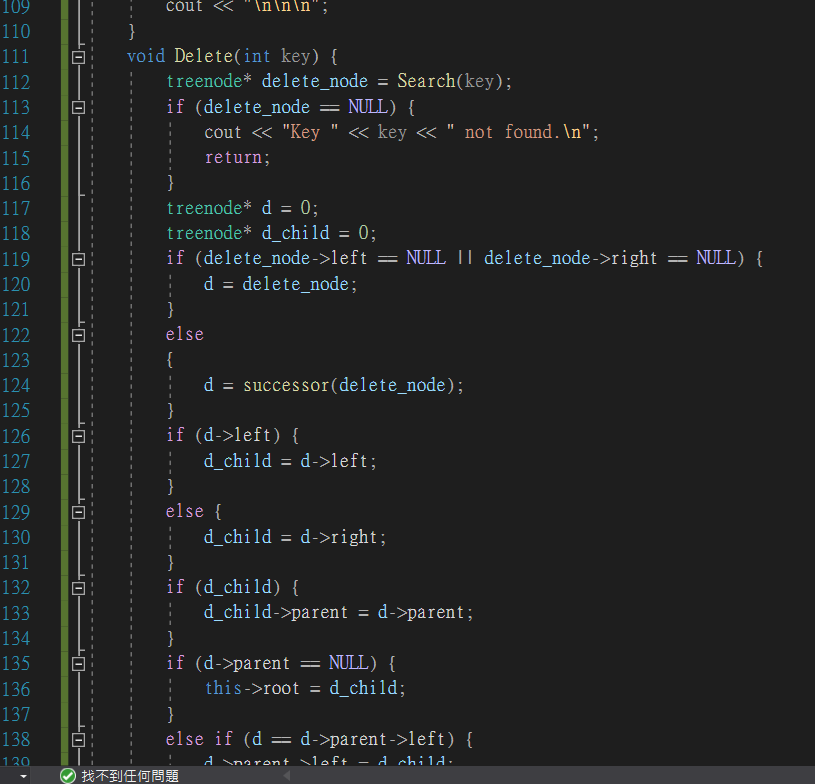 109 cout << "\n\n\n";
110 }
111 void Delete(int key) {
112 treenode* delete_node = Search(key);
113 if (delete_node == NULL) {
114 cout << "Key " << key << " not found.\n";
115 return;
116 }
117 treenode* d = 0;
118 treenode* d_child = 0;
119 if (delete_node->left == NULL || delete_node->right == NULL) {
120 d = delete_node;
121 }
122 else
123 {
124 d = successor(delete_node);
125 }
126 if (d->left) {
127 d_child = d->left;
128 }
129 else {
130 d_child = d->right;
131 }
132 if (d_child) {
133 d_child->parent = d->parent;
134 }
135 if (d->parent == NULL) {
136 this->root = d_child;
137 }
138 else if (d == d->parent->left) {
139 d->parent->left = d_child;
找不到任何問題